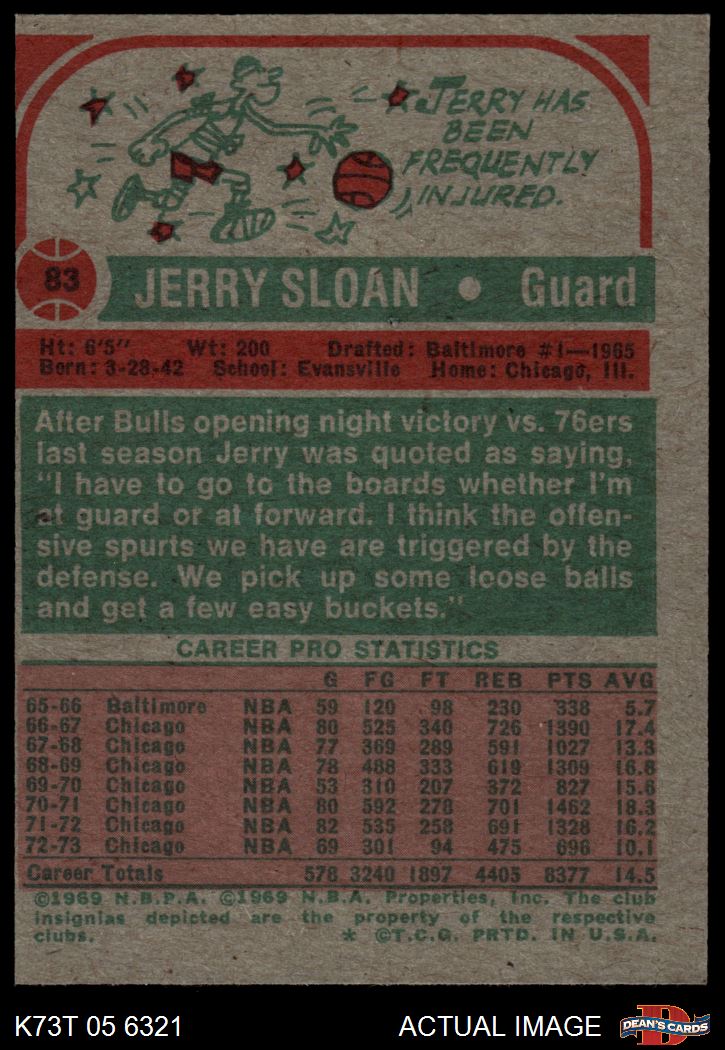 JERRY HAS
BEEN
FREQUENTLY
INJURED.
83
JERRY SLOAN • Guard
Ht: 6'5" Wt: 200 Drafted: Baltimore #1—1965
Born: 3-28-42 School: Evansville Home: Chicago, Ill.
After Bulls opening night victory vs. 76ers
last season Jerry was quoted as saying,
"I have to go to the boards whether I'm
at guard or at forward. I think the offen-
sive spurts we have are triggered by the
defense. We pick up some loose balls
and get a few easy buckets."
CAREER PRO STATISTICS
G FG FT REB PTS AVG
65-66 Baltimore NBA 59 120 98 230 338 5.7
66-67 Chicago NBA 80 525 340 726 1390 17.4
67-68 Chicago NBA 77 369 289 591 1027 13.3
68-69 Chicago NBA 78 488 333 619 1309 16.8
69-70 Chicago NBA 53 310 207 372 827 15.6
70-71 Chicago NBA 80 592 278 701 1462 18.3
71-72 Chicago NBA 82 535 258 691 1328 16.2
72-73 Chicago NBA 69 301 94 475 696 10.1
Career Totals 578 3240 1897 4405 8377 14.5
©1969 N.B.P.A. ©1969 N.B.A. Properties, Inc. The club
insignias depicted are the property of the respective
clubs. * ©T.C.G. PRTD. IN U.S.A.
K73T 05 6321 ACTUAL IMAGE
D
DEAN'S CARDS